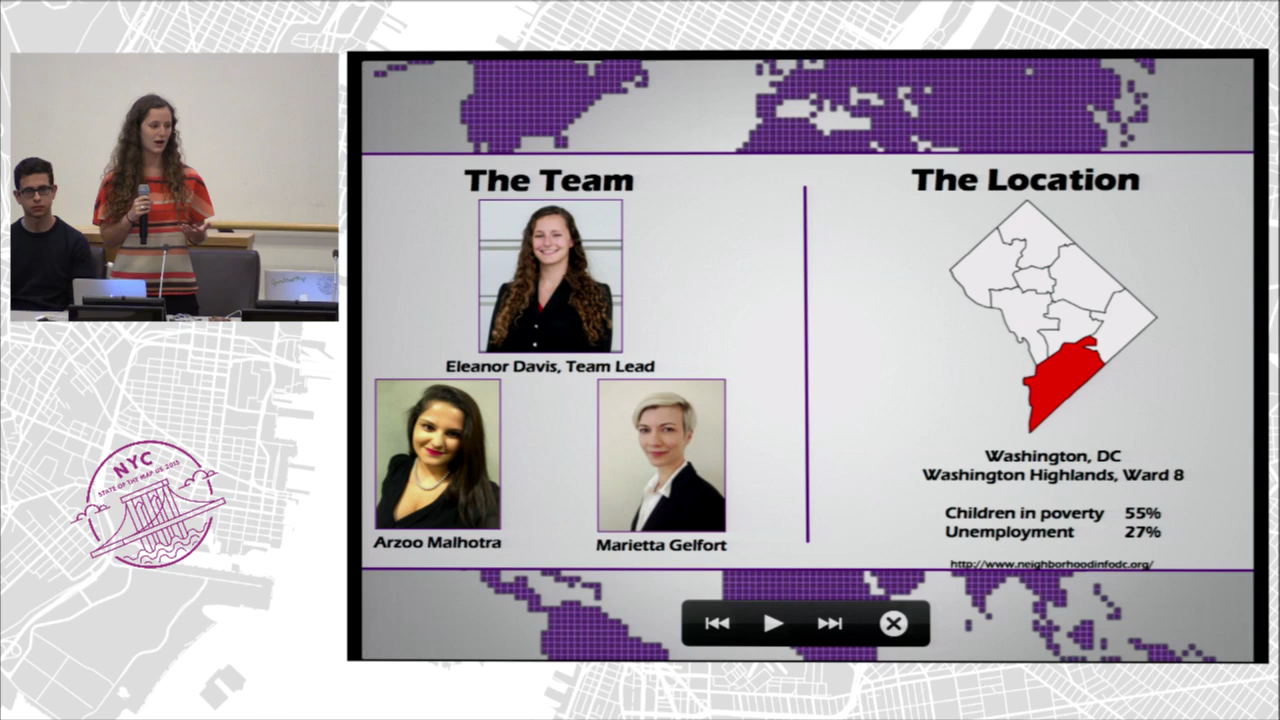 The Team
Eleanor Davis, Team Lead
Arzoo Malhotra
Marietta Gelfort
The Location
Washington, DC
Washington Highlands, Ward 8
Children in poverty 55%
Unemployment 27%
http://www.neighborhoodinfodc.org/
NYC
STATE OF THE MAP US 2015